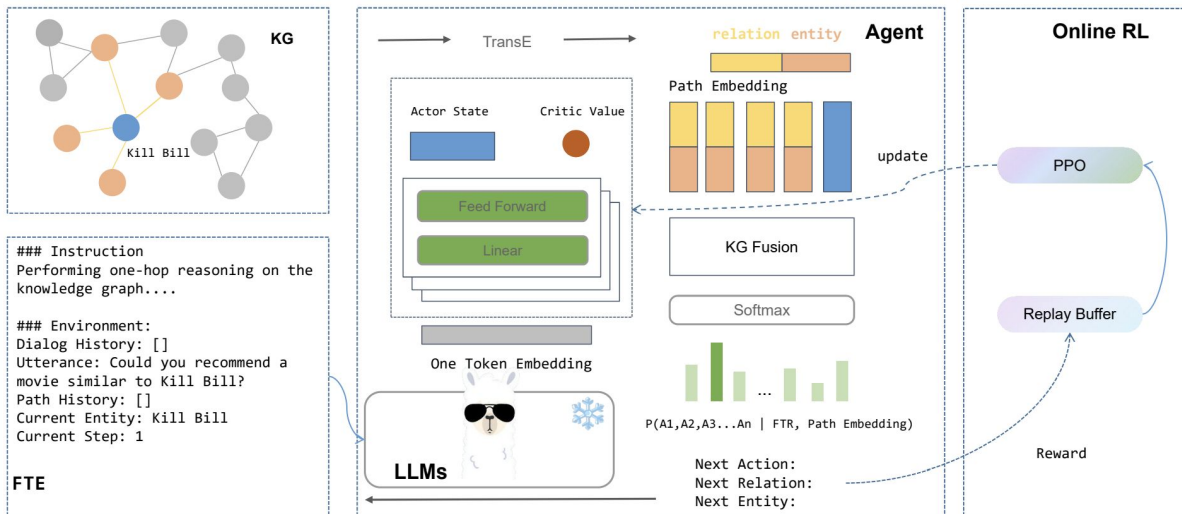 KG
Kill Bill
### Instruction
Performing one-hop reasoning on the
knowledge graph....
### Environment:
Dialog History: []
Utterance: Could you recommend a
movie similar to Kill Bill?
Path History: []
Current Entity: Kill Bill
Current Step: 1
FTE
TransE
Agent
relation entity
Path Embedding
Actor State
Critic Value
Feed Forward
Linear
One Token Embedding
LLMs
KG Fusion
Softmax
...
P(A1,A2,A3...An | FTR, Path Embedding)
Next Action:
Next Relation:
Next Entity:
update
Online RL
PPO
Replay Buffer
Reward